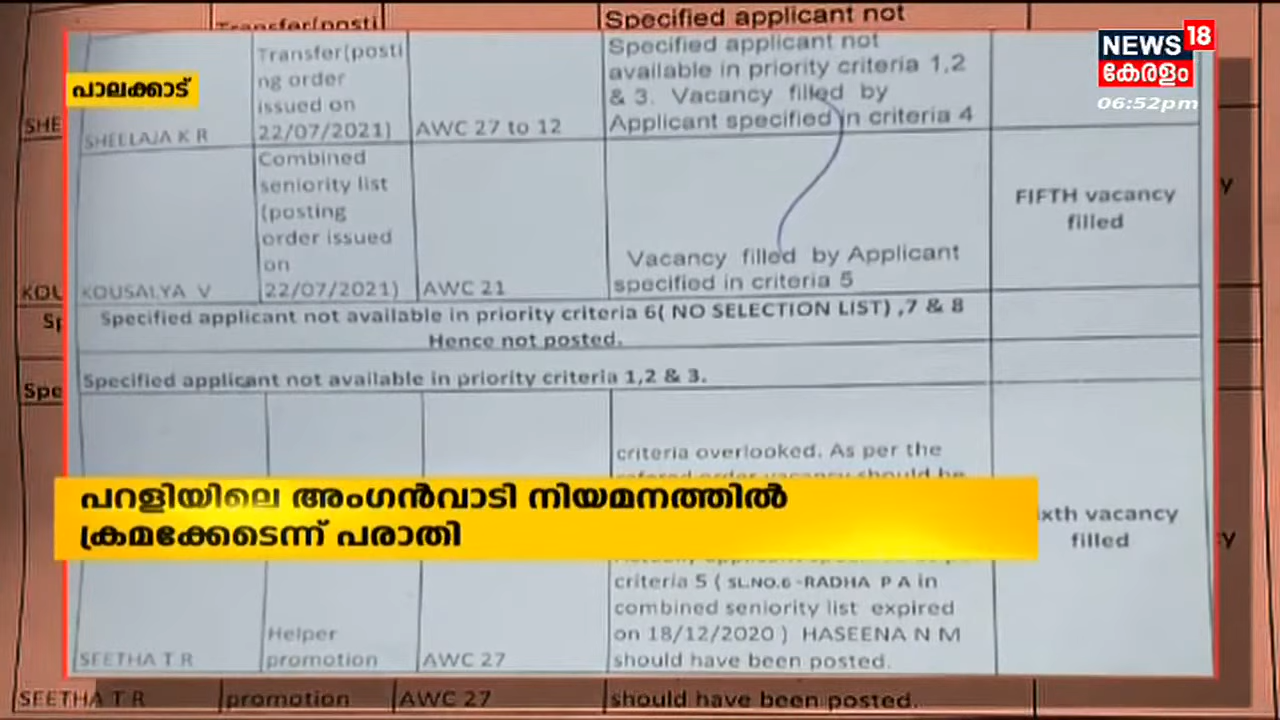 Transfer(posti
Specified applicant not
NEWS 18
കേരളം
06:52pm
പാലക്കാട്
Transfer(posti
ng order
issued on
22/07/2021)
SHEELAJA K R
AWC 27 to 12
Specified applicant not
available in priority criteria 1,2
& 3. Vacancy filled by
Applicant specified in criteria 4
Combined
seniority list
(posting
order issued
on
22/07/2021)
KOUSALYA V
AWC 21
Vacancy filled by Applicant
specified in criteria 5
FIFTH vacancy
filled
Specified applicant not available in priority criteria 6( NO SELECTION LIST) ,7 & 8
Hence not posted.
Specified applicant not available in priority criteria 1,2 & 3.
criteria overlooked. As per the
പറളിയിലെ അംഗൻവാടി നിയമനത്തിൽ
ക്രമക്കേടെന്ന് പരാതി
ixth vacancy
filled
criteria 5 ( SL.NO.6 -RADHA P A in
combined seniority list expired
on 18/12/2020 ) HASEENA N M
should have been posted.
Helper
promotion
SEETHA T R
AWC 27
SEETHA T R
promotion
AWC 27
should have been posted.